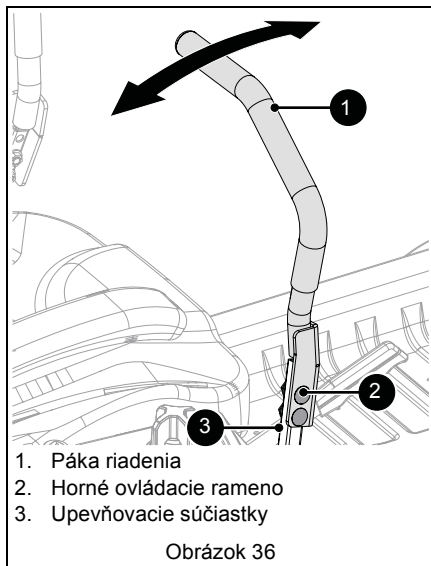 1
2
3
1. Páka riadenia
2. Horné ovládacie rameno
3. Upevňovacie súčiastky
Obrázok 36